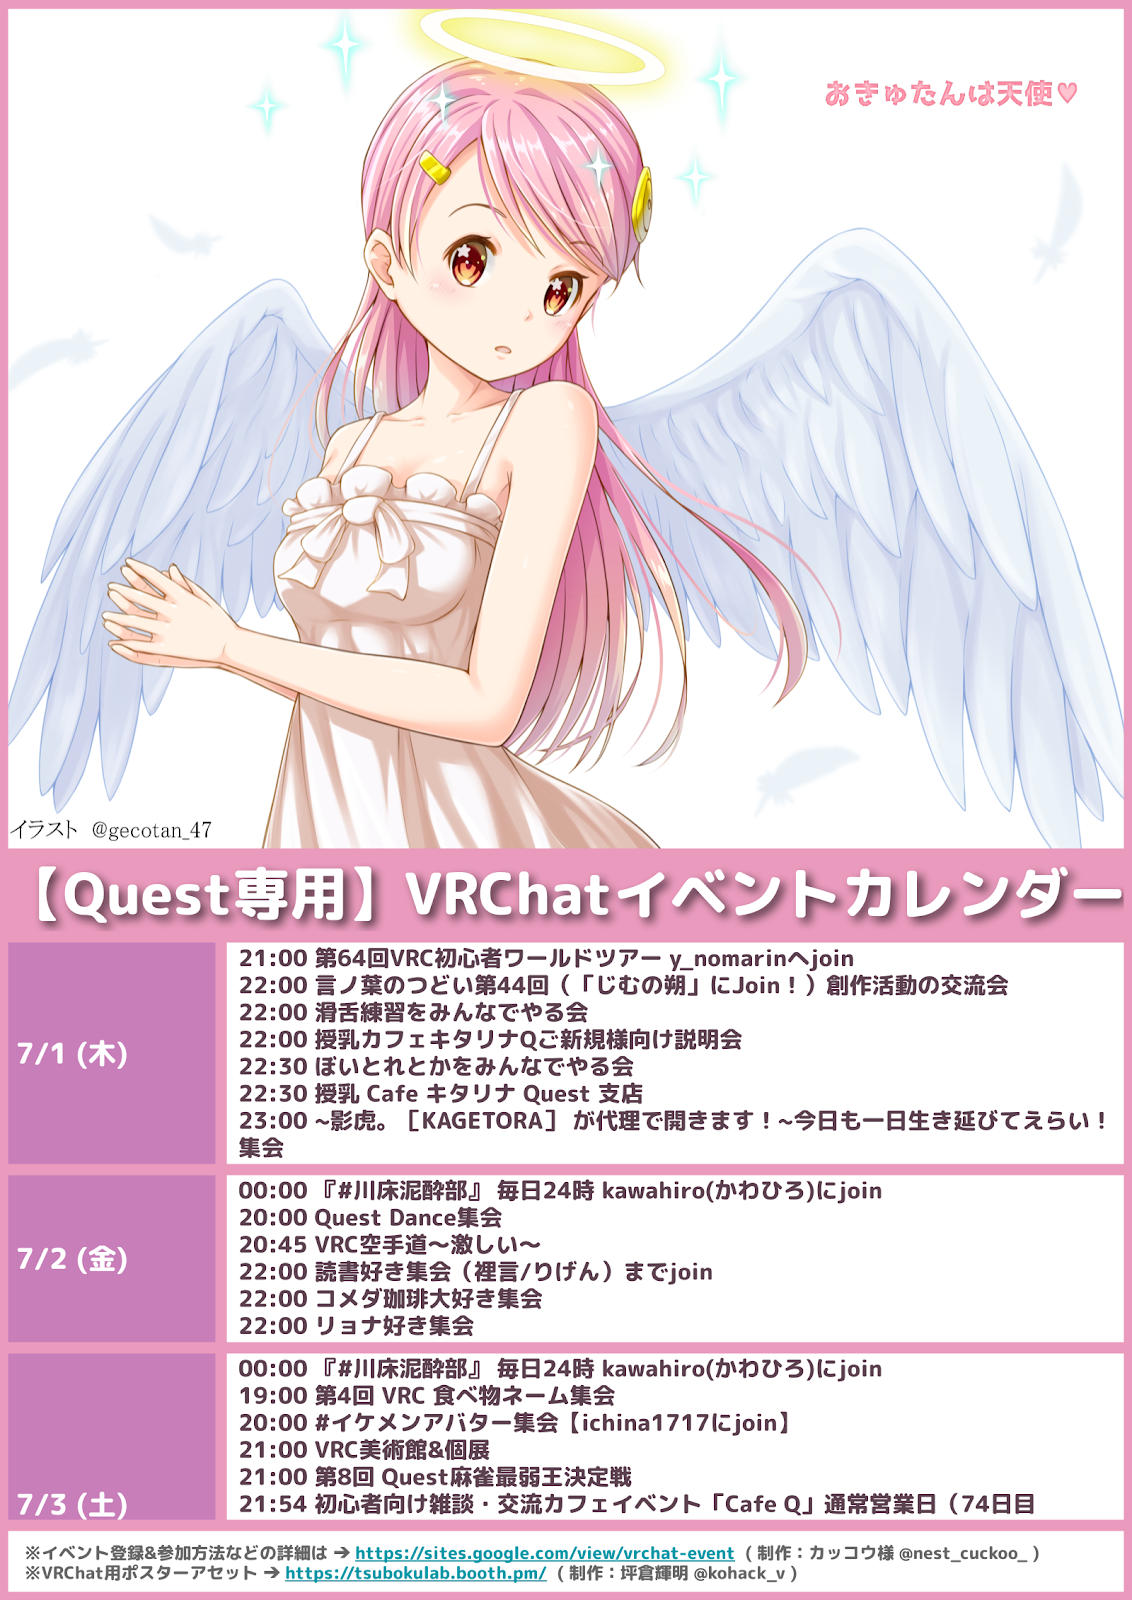 おきゅたんは天使♥
イラスト @gecotan_47
【Quest専用】VRChatイベントカレンダー
7/1 (木)
21:00 第64回VRC初心者ワールドツアー y_nomarinへjoin
22:00 言ノ葉のつどい第44回（「じむの朔」にJoin！）創作活動の交流会
22:00 滑舌練習をみんなでやる会
22:00 授乳カフェキタリナQご新規様向け説明会
22:30 ぼいとれとかをみんなでやる会
22:30 授乳 Cafe キタリナ Quest 支店
23:00 ~影虎。［KAGETORA］ が代理で開きます！~今日も一日生き延びてえらい！
集会
7/2 (金)
00:00 『#川床泥酔部』 毎日24時 kawahiro(かわひろ)にjoin
20:00 Quest Dance集会
20:45 VRC空手道～激しい～
22:00 読書好き集会（裡言/りげん）までjoin
22:00 コメダ珈琲大好き集会
22:00 リョナ好き集会
7/3 (土)
00:00 『#川床泥酔部』 毎日24時 kawahiro(かわひろ)にjoin
19:00 第4回 VRC 食べ物ネーム集会
20:00 #イケメンアバター集会【ichina1717にjoin】
21:00 VRC美術館&個展
21:00 第8回 Quest麻雀最弱王決定戦
21:54 初心者向け雑談・交流カフェイベント「Cafe Q」通常営業日（74日目
※イベント登録&参加方法などの詳細は → https://sites.google.com/view/vrchat-event （制作：カッコウ様 @nest_cuckoo_ ）
※VRChat用ポスターアセット → https://tsubokulab.booth.pm/ （制作：坪倉輝明 @kohack_v ）